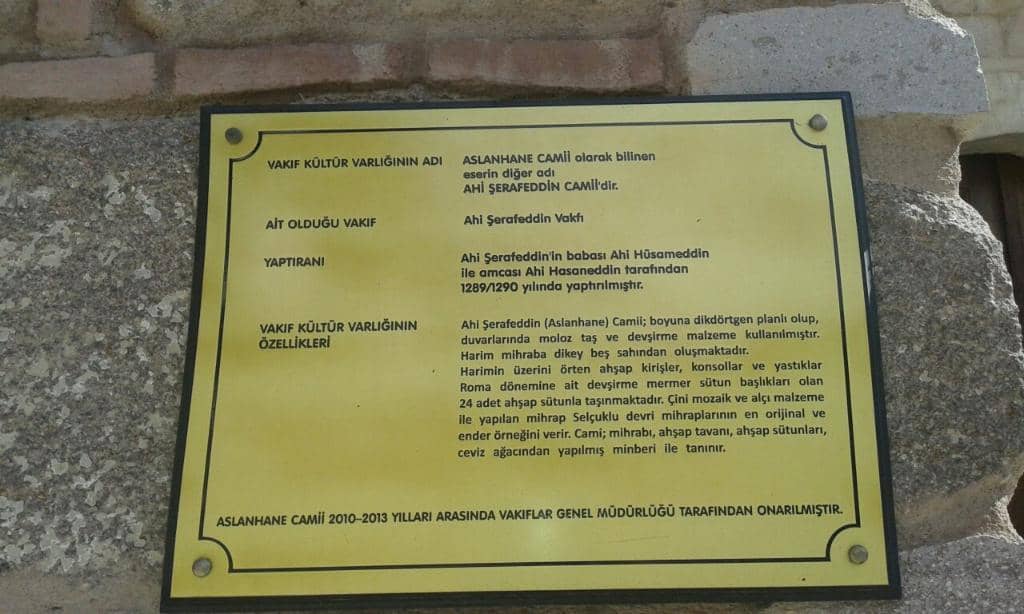 VAKIF KÜLTÜR VARLIĞININ ADI ASLANHANE CAMİİ olarak bilinen
eserin diğer adı
AHİ ŞERAFEDDİN CAMİİ'dir.
AİT OLDUĞU VAKIF Ahi Şerafeddin Vakfı
YAPTIRANI Ahi Şerafeddin'in babası Ahi Hüsameddin
ile amcası Ahi Hasaneddin tarafından
1289/1290 yılında yaptırılmıştır.
VAKIF KÜLTÜR VARLIĞININ
ÖZELLİKLERİ
Ahi Şerafeddin (Aslanhane) Camii; boyuna dikdörtgen planlı olup,
duvarlarında moloz taş ve devşirme malzeme kullanılmıştır.
Harim mihraba dikey beş sahından oluşmaktadır.
Harimin üzerini örten ahşap kirişler, konsollar ve yastıklar
Roma dönemine ait devşirme mermer sütun başlıkları olan
24 adet ahşap sütunla taşınmaktadır. Çini mozaik ve alçı malzeme
ile yapılan mihrap Selçuklu devri mihraplarının en orijinal ve
ender örneğini verir. Cami; mihrabı, ahşap tavanı, ahşap sütunları,
ceviz ağacından yapılmış minberi ile tanınır.
ASLANHANE CAMİİ 2010-2013 YILLARI ARASINDA VAKIFLAR GENEL MÜDÜRLÜĞÜ TARAFINDAN ONARILMIŞTIR.